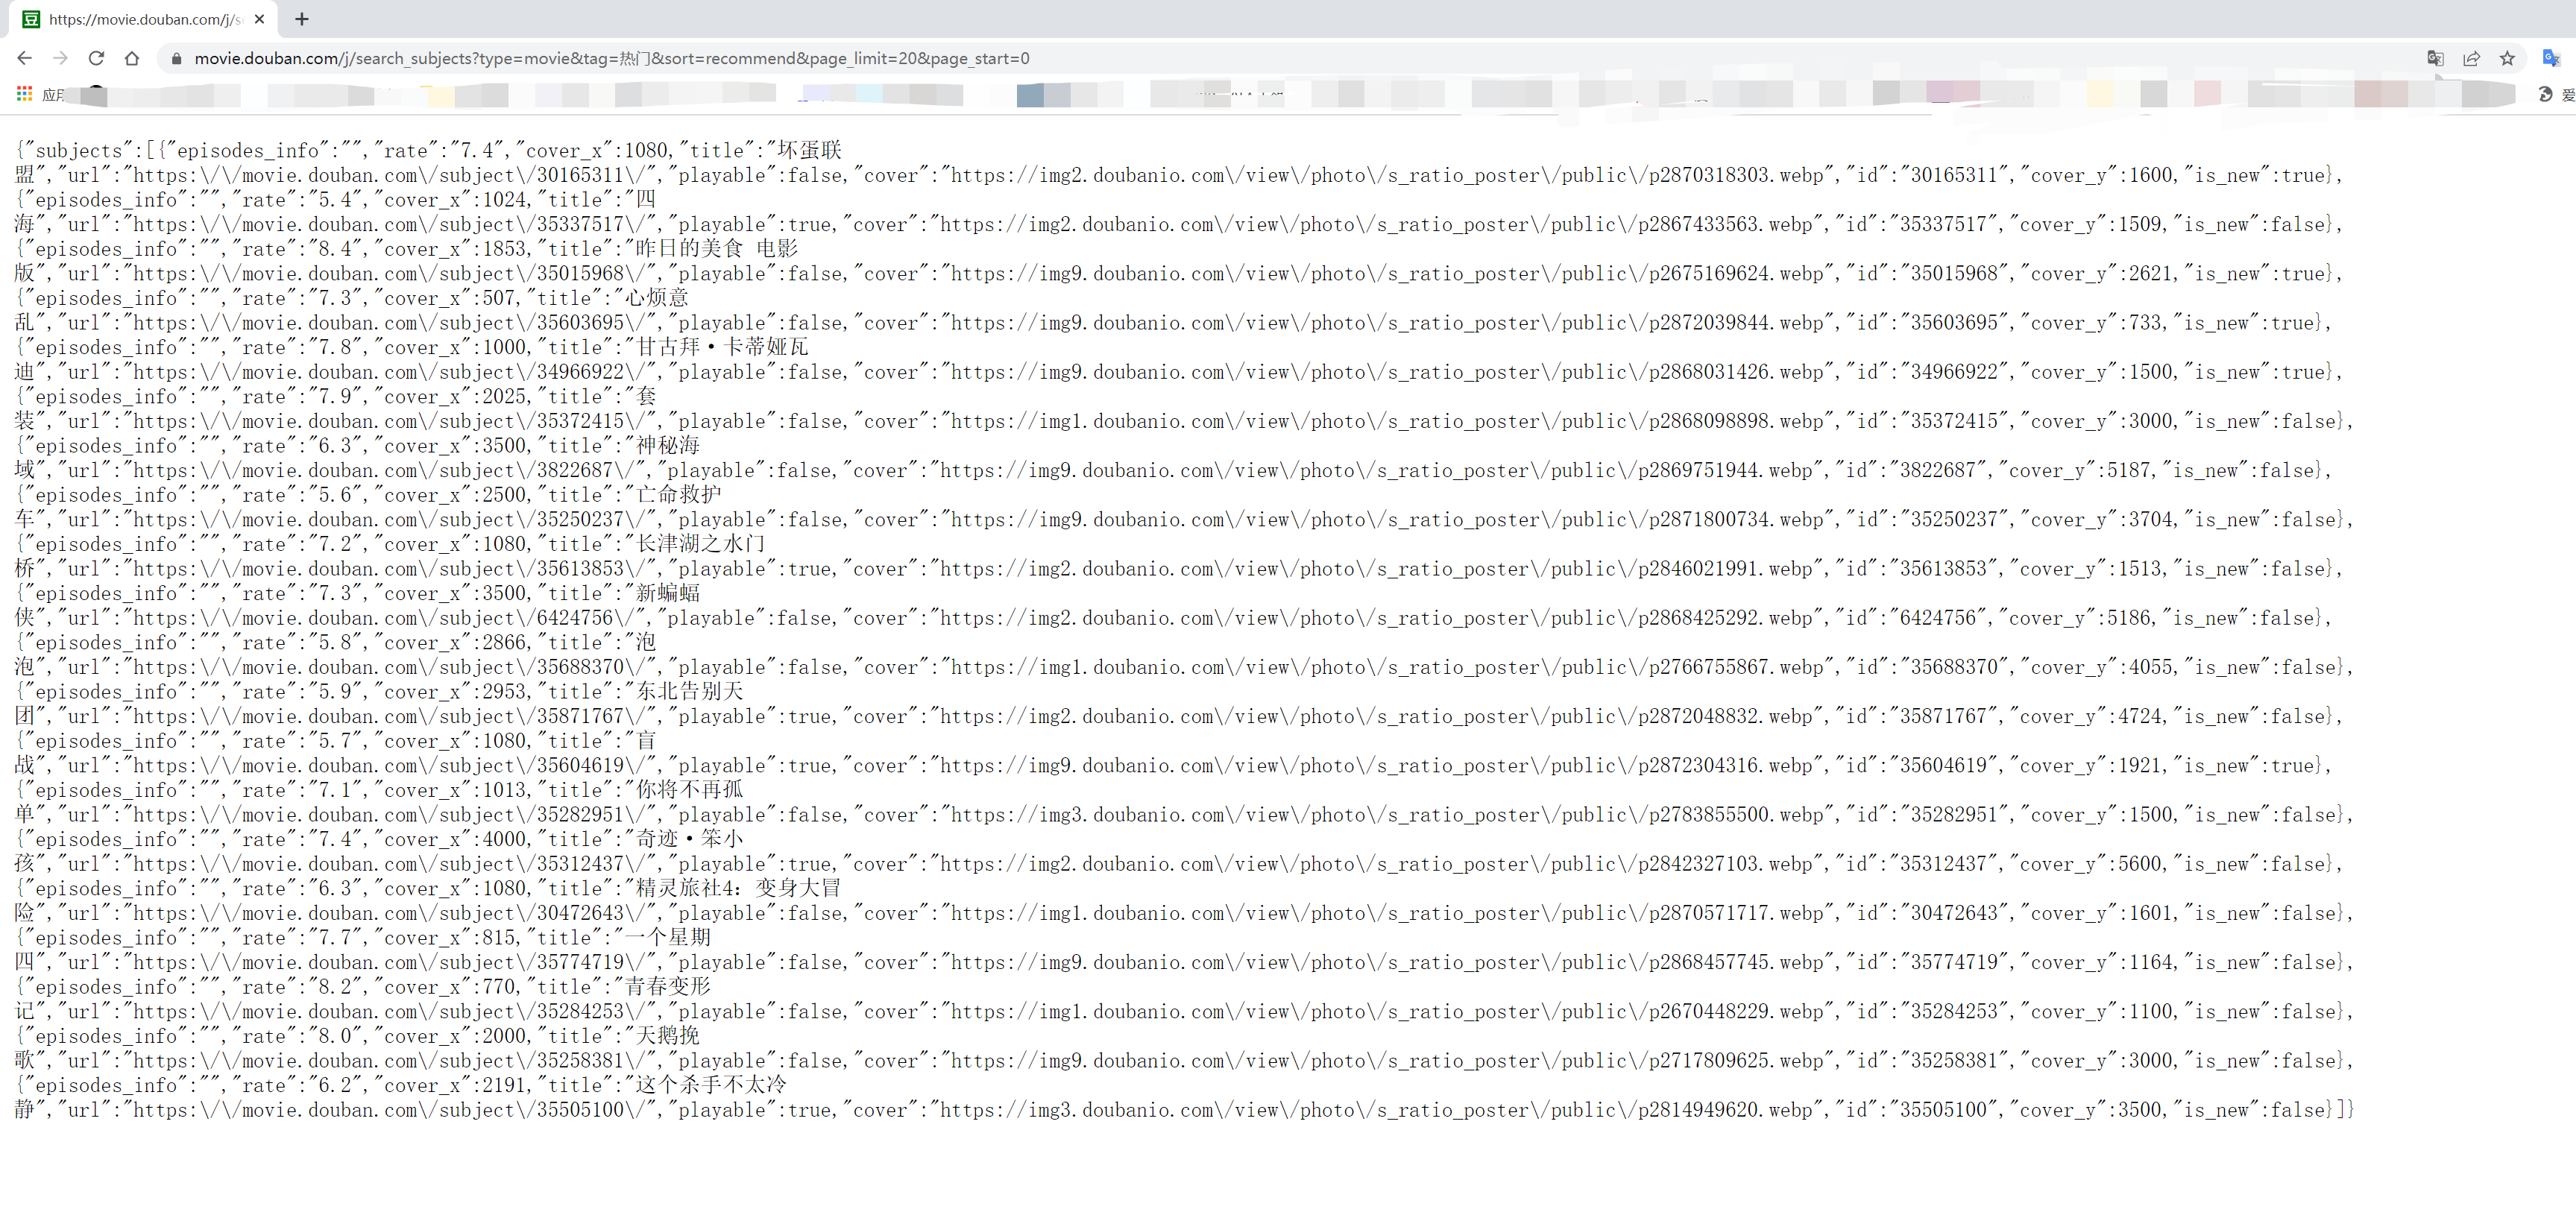 https://movie.douban.com/j/s
movie.douban.com/j/search_subjects?type=movie&tag=热门&sort=recommend&page_limit=20&page_start=0
应
爱
{"subjects":[{"episodes_info":"","rate":"7.4","cover_x":1080,"title":"坏蛋联
盟","url":"https:\/\/movie.douban.com\/subject\/30165311\/","playable":false,"cover":"https://img2.doubanio.com\/view\/photo\/s_ratio_poster\/public\/p2870318303.webp","id":"30165311","cover_y":1600,"is_new":true},
{"episodes_info":"","rate":"5.4","cover_x":1024,"title":"四
海","url":"https:\/\/movie.douban.com\/subject\/35337517\/","playable":true,"cover":"https://img2.doubanio.com\/view\/photo\/s_ratio_poster\/public\/p2867433563.webp","id":"35337517","cover_y":1509,"is_new":false},
{"episodes_info":"","rate":"8.4","cover_x":1853,"title":"昨日的美食 电影
版","url":"https:\/\/movie.douban.com\/subject\/35015968\/","playable":false,"cover":"https://img9.doubanio.com\/view\/photo\/s_ratio_poster\/public\/p2675169624.webp","id":"35015968","cover_y":2621,"is_new":true},
{"episodes_info":"","rate":"7.3","cover_x":507,"title":"心烦意
乱","url":"https:\/\/movie.douban.com\/subject\/35603695\/","playable":false,"cover":"https://img9.doubanio.com\/view\/photo\/s_ratio_poster\/public\/p2872039844.webp","id":"35603695","cover_y":733,"is_new":true},
{"episodes_info":"","rate":"7.8","cover_x":1000,"title":"甘古拜·卡蒂娅瓦
迪","url":"https:\/\/movie.douban.com\/subject\/34966922\/","playable":false,"cover":"https://img9.doubanio.com\/view\/photo\/s_ratio_poster\/public\/p2868031426.webp","id":"34966922","cover_y":1500,"is_new":true},
{"episodes_info":"","rate":"7.9","cover_x":2025,"title":"套
装","url":"https:\/\/movie.douban.com\/subject\/35372415\/","playable":false,"cover":"https://img1.doubanio.com\/view\/photo\/s_ratio_poster\/public\/p2868098898.webp","id":"35372415","cover_y":3000,"is_new":false},
{"episodes_info":"","rate":"6.3","cover_x":3500,"title":"神秘海
域","url":"https:\/\/movie.douban.com\/subject\/3822687\/","playable":false,"cover":"https://img9.doubanio.com\/view\/photo\/s_ratio_poster\/public\/p2869751944.webp","id":"3822687","cover_y":5187,"is_new":false},
{"episodes_info":"","rate":"5.6","cover_x":2500,"title":"亡命救护
车","url":"https:\/\/movie.douban.com\/subject\/35250237\/","playable":false,"cover":"https://img9.doubanio.com\/view\/photo\/s_ratio_poster\/public\/p2871800734.webp","id":"35250237","cover_y":3704,"is_new":false},
{"episodes_info":"","rate":"7.2","cover_x":1080,"title":"长津湖之水门
桥","url":"https:\/\/movie.douban.com\/subject\/35613853\/","playable":true,"cover":"https://img2.doubanio.com\/view\/photo\/s_ratio_poster\/public\/p2846021991.webp","id":"35613853","cover_y":1513,"is_new":false},
{"episodes_info":"","rate":"7.3","cover_x":3500,"title":"新蝙蝠
侠","url":"https:\/\/movie.douban.com\/subject\/6424756\/","playable":false,"cover":"https://img2.doubanio.com\/view\/photo\/s_ratio_poster\/public\/p2868425292.webp","id":"6424756","cover_y":5186,"is_new":false},
{"episodes_info":"","rate":"5.8","cover_x":2866,"title":"泡
泡","url":"https:\/\/movie.douban.com\/subject\/35688370\/","playable":false,"cover":"https://img1.doubanio.com\/view\/photo\/s_ratio_poster\/public\/p2766755867.webp","id":"35688370","cover_y":4055,"is_new":false},
{"episodes_info":"","rate":"5.9","cover_x":2953,"title":"东北告别天
团","url":"https:\/\/movie.douban.com\/subject\/35871767\/","playable":true,"cover":"https://img2.doubanio.com\/view\/photo\/s_ratio_poster\/public\/p2872048832.webp","id":"35871767","cover_y":4724,"is_new":false},
{"episodes_info":"","rate":"5.7","cover_x":1080,"title":"盲
战","url":"https:\/\/movie.douban.com\/subject\/35604619\/","playable":true,"cover":"https://img9.doubanio.com\/view\/photo\/s_ratio_poster\/public\/p2872304316.webp","id":"35604619","cover_y":1921,"is_new":true},
{"episodes_info":"","rate":"7.1","cover_x":1013,"title":"你将不再孤
单","url":"https:\/\/movie.douban.com\/subject\/35282951\/","playable":false,"cover":"https://img3.doubanio.com\/view\/photo\/s_ratio_poster\/public\/p2783855500.webp","id":"35282951","cover_y":1500,"is_new":false},
{"episodes_info":"","rate":"7.4","cover_x":4000,"title":"奇迹·笨小
孩","url":"https:\/\/movie.douban.com\/subject\/35312437\/","playable":true,"cover":"https://img2.doubanio.com\/view\/photo\/s_ratio_poster\/public\/p2842327103.webp","id":"35312437","cover_y":5600,"is_new":false},
{"episodes_info":"","rate":"6.3","cover_x":1080,"title":"精灵旅社4：变身大冒
险","url":"https:\/\/movie.douban.com\/subject\/30472643\/","playable":false,"cover":"https://img1.doubanio.com\/view\/photo\/s_ratio_poster\/public\/p2870571717.webp","id":"30472643","cover_y":1601,"is_new":false},
{"episodes_info":"","rate":"7.7","cover_x":815,"title":"一个星期
四","url":"https:\/\/movie.douban.com\/subject\/35774719\/","playable":false,"cover":"https://img9.doubanio.com\/view\/photo\/s_ratio_poster\/public\/p2868457745.webp","id":"35774719","cover_y":1164,"is_new":false},
{"episodes_info":"","rate":"8.2","cover_x":770,"title":"青春变形
记","url":"https:\/\/movie.douban.com\/subject\/35284253\/","playable":false,"cover":"https://img1.doubanio.com\/view\/photo\/s_ratio_poster\/public\/p2670448229.webp","id":"35284253","cover_y":1100,"is_new":false},
{"episodes_info":"","rate":"8.0","cover_x":2000,"title":"天鹅挽
歌","url":"https:\/\/movie.douban.com\/subject\/35258381\/","playable":false,"cover":"https://img9.doubanio.com\/view\/photo\/s_ratio_poster\/public\/p2717809625.webp","id":"35258381","cover_y":3000,"is_new":false},
{"episodes_info":"","rate":"6.2","cover_x":2191,"title":"这个杀手不太冷
静","url":"https:\/\/movie.douban.com\/subject\/35505100\/","playable":true,"cover":"https://img3.doubanio.com\/view\/photo\/s_ratio_poster\/public\/p2814949620.webp","id":"35505100","cover_y":3500,"is_new":false}]}